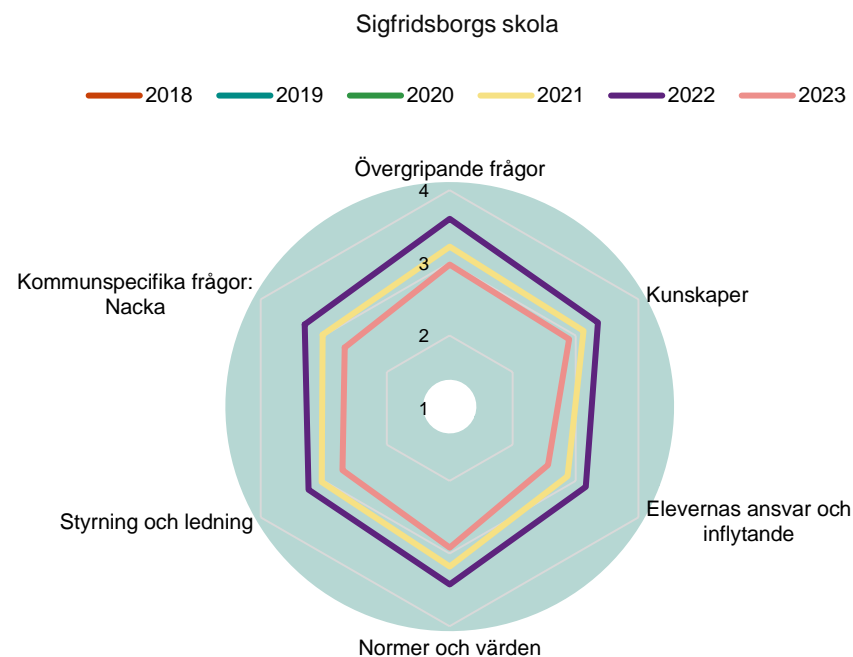 Sigfridsborgs skola
2018 2019 2020 2021 2022 2023
Övergripande frågor
4
3
2
1
Kunskaper
Elevernas ansvar och
inflytande
Normer och värden
Styrning och ledning
Kommunspecifika frågor:
Nacka